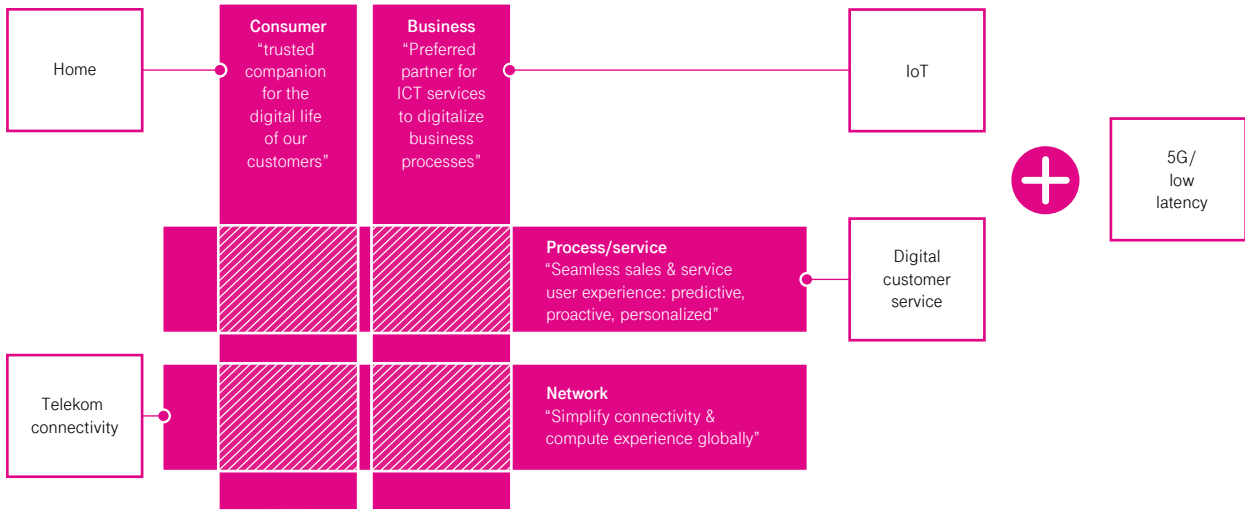 Home
Consumer
“trusted
companion
for the
digital life
of our
customers”
Business
“Preferred
partner for
ICT services
to digitalize
business
processes”
IoT
5G/
low
latency
Process/service
“Seamless sales & service
user experience: predictive,
proactive, personalized”
Digital
customer
service
Telekom
connectivity
Network
“Simplify connectivity &
compute experience globally”